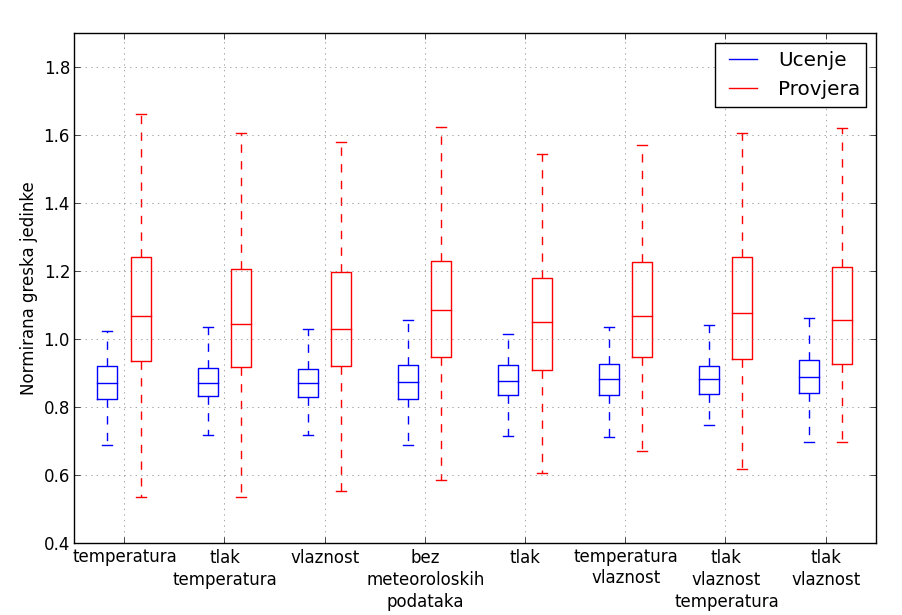 Normirana greska jedinke
1.8
1.6
1.4
1.2
1.0
0.8
0.6
0.4
Ucenje
Provjera
temperatura
tlak
temperatura
vlaznost
bez
meteoroloskih
podataka
tlak
temperatura
vlaznost
tlak
vlaznost
temperatura
tlak
vlaznost